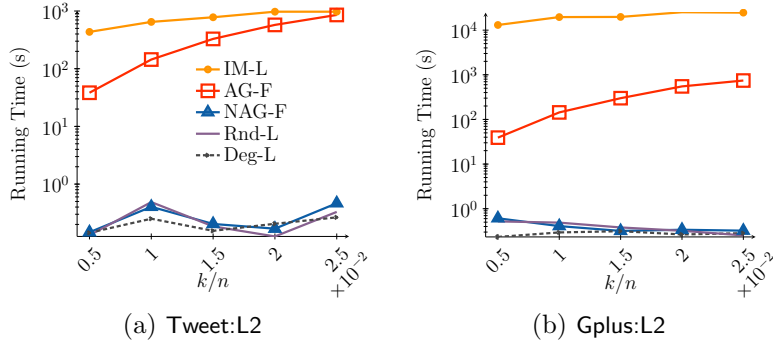 10³
10²
10¹
10⁰
Running Time (s)
IM-L
AG-F
NAG-F
Rnd-L
Deg-L
0.5
1
1.5
2
2.5
×10⁻²
k/n
(a) Tweet:L2
10⁴
10³
10²
10¹
10⁰
Running Time (s)
0.5
1
1.5
2
2.5
×10⁻²
k/n
(b) Gplus:L2